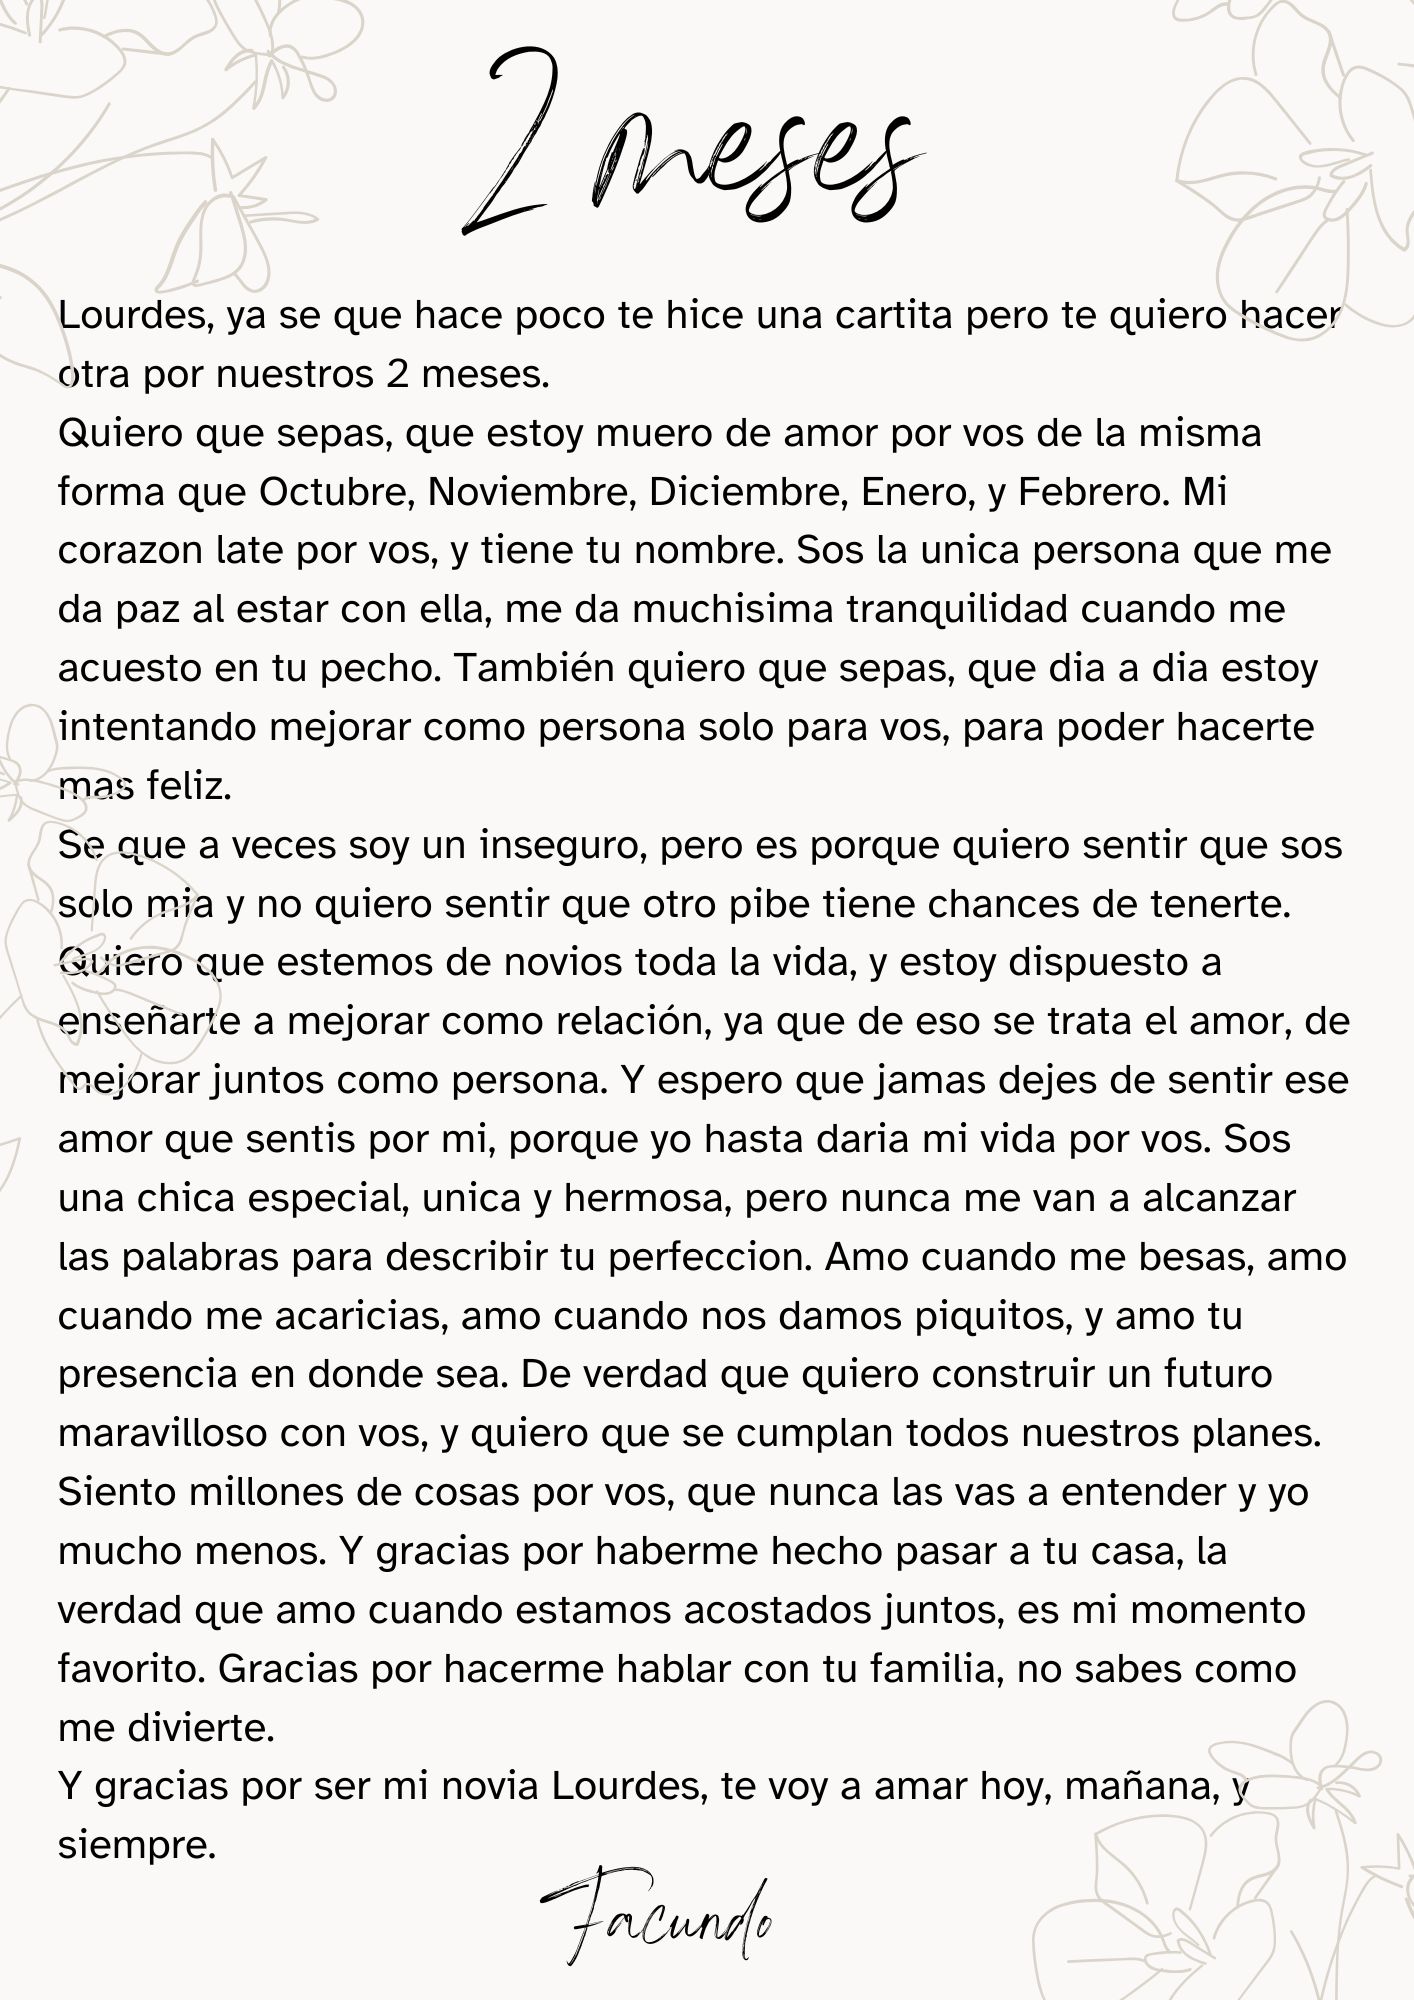 2 meses
Lourdes, ya se que hace poco te hice una cartita pero te quiero hacer
otra por nuestros 2 meses.
Quiero que sepas, que estoy muero de amor por vos de la misma
forma que Octubre, Noviembre, Diciembre, Enero, y Febrero. Mi
corazon late por vos, y tiene tu nombre. Sos la unica persona que me
da paz al estar con ella, me da muchisima tranquilidad cuando me
acuesto en tu pecho. También quiero que sepas, que dia a dia estoy
intentando mejorar como persona solo para vos, para poder hacerte
mas feliz.
Se que a veces soy un inseguro, pero es porque quiero sentir que sos
solo mia y no quiero sentir que otro pibe tiene chances de tenerte.
Quiero que estemos de novios toda la vida, y estoy dispuesto a
enseñarte a mejorar como relación, ya que de eso se trata el amor, de
mejorar juntos como persona. Y espero que jamas dejes de sentir ese
amor que sentis por mi, porque yo hasta daria mi vida por vos. Sos
una chica especial, unica y hermosa, pero nunca me van a alcanzar
las palabras para describir tu perfeccion. Amo cuando me besas, amo
cuando me acaricias, amo cuando nos damos piquitos, y amo tu
presencia en donde sea. De verdad que quiero construir un futuro
maravilloso con vos, y quiero que se cumplan todos nuestros planes.
Siento millones de cosas por vos, que nunca las vas a entender y yo
mucho menos. Y gracias por haberme hecho pasar a tu casa, la
verdad que amo cuando estamos acostados juntos, es mi momento
favorito. Gracias por hacerme hablar con tu familia, no sabes como
me divierte.
Y gracias por ser mi novia Lourdes, te voy a amar hoy, mañana, y
siempre.
Facundo